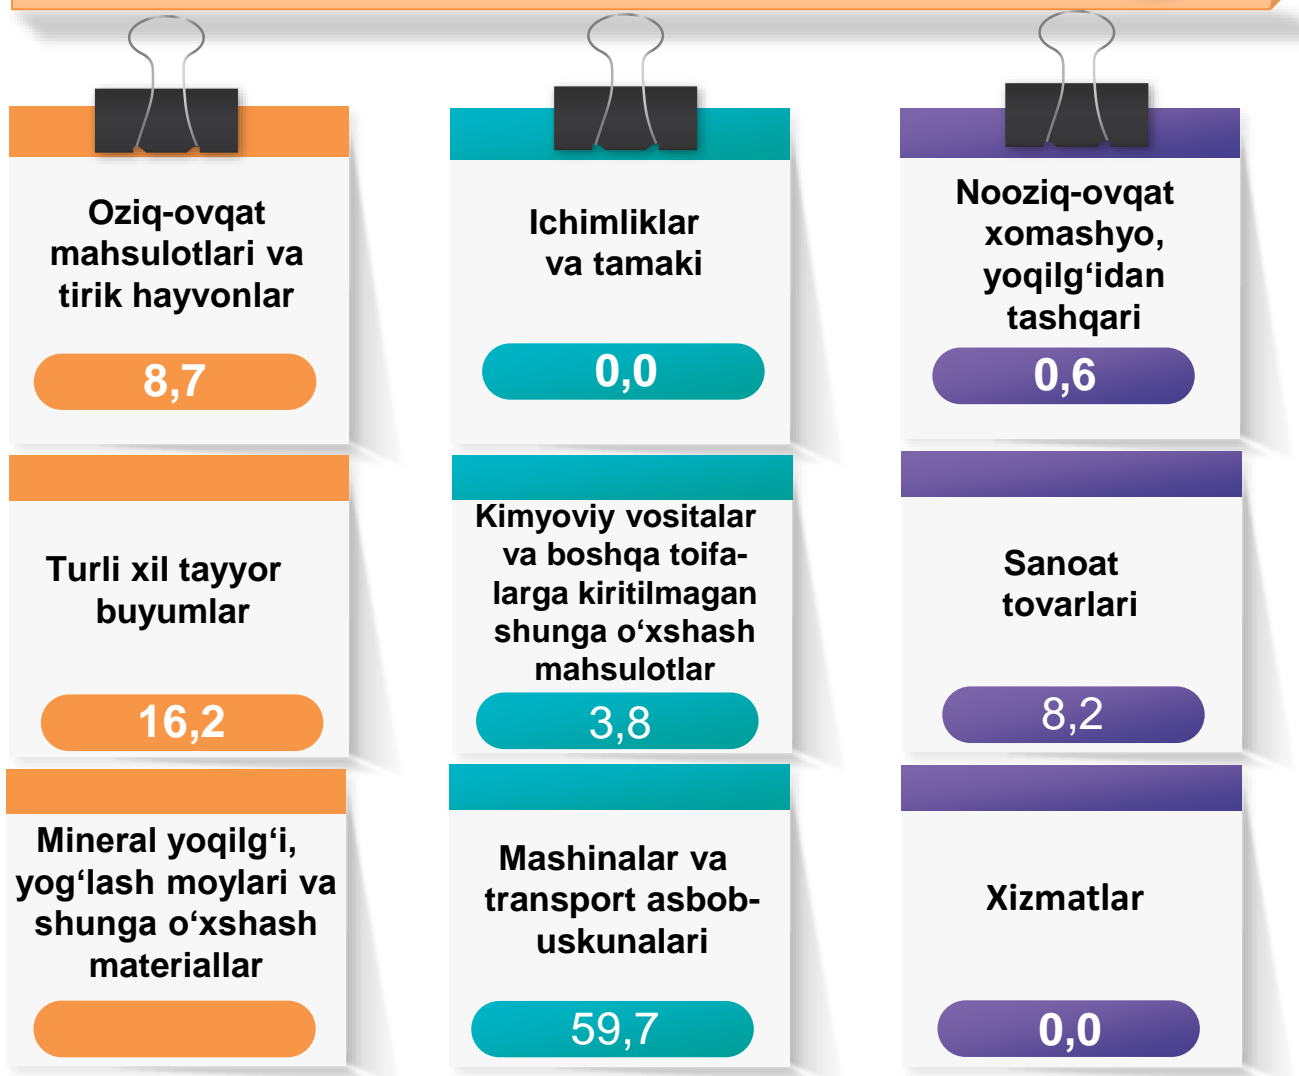 Oziq-ovqat
mahsulotlari va
tirik hayvonlar
8,7
Ichimliklar
va tamaki
0,0
Nooziq-ovqat
xomashyo,
yoqilg‘idan
tashqari
0,6
Turli xil tayyor
buyumlar
16,2
Kimyoviy vositalar
va boshqa toifa-
larga kiritilmagan
shunga o‘xshash
mahsulotlar
3,8
Sanoat
tovarlari
8,2
Mineral yoqilg‘i,
yog‘lash moylari va
shunga o‘xshash
materiallar
Mashinalar va
transport asbob-
uskunalari
59,7
Xizmatlar
0,0